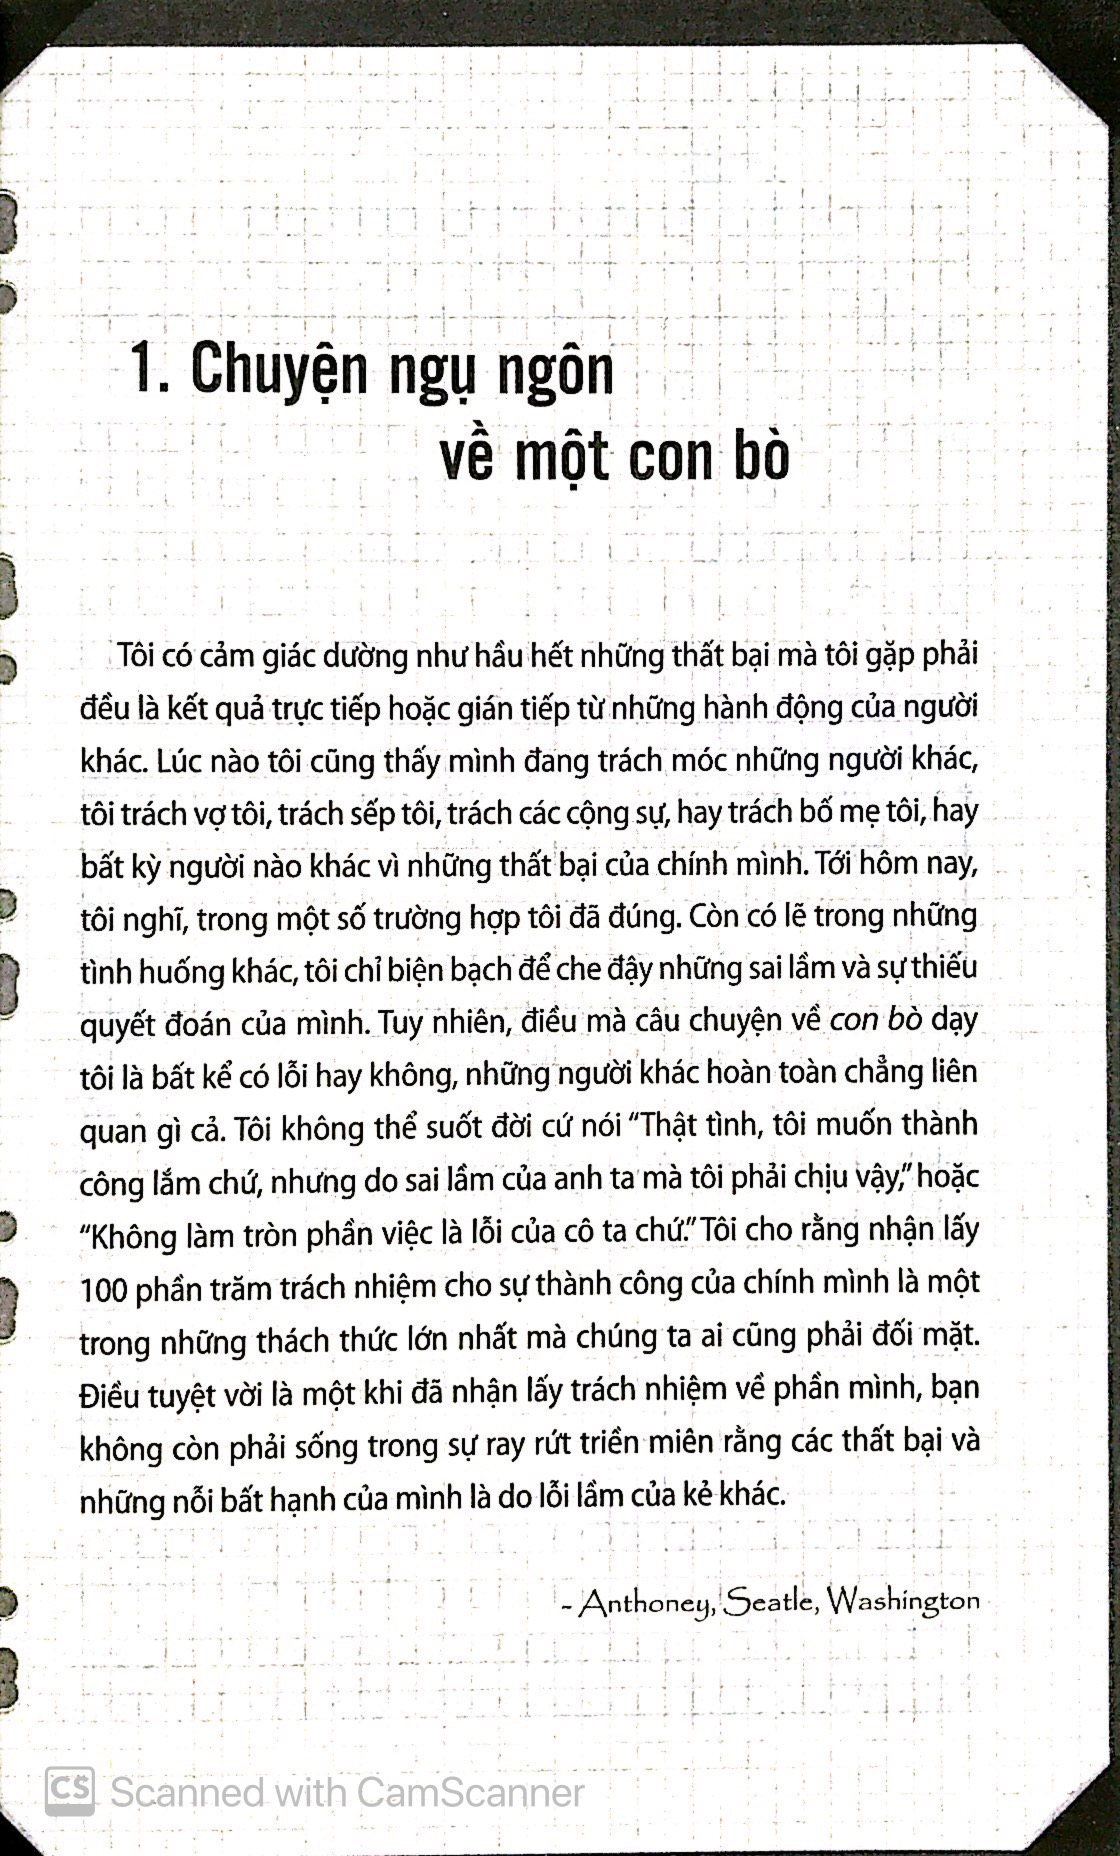 1. Chuyện ngụ ngôn
về một con bò
Tôi có cảm giác dường như hầu hết những thất bại mà tôi gặp phải
đều là kết quả trực tiếp hoặc gián tiếp từ những hành động của người
khác. Lúc nào tôi cũng thấy mình đang trách móc những người khác,
tôi trách vợ tôi, trách sếp tôi, trách các cộng sự, hay trách bố mẹ tôi, hay
bất kỳ người nào khác vì những thất bại của chính mình. Tới hôm nay,
tôi nghĩ, trong một số trường hợp tôi đã đúng. Còn có lẽ trong những
tình huống khác, tôi chỉ biện bạch để che đậy những sai lầm và sự thiếu
quyết đoán của mình. Tuy nhiên, điều mà câu chuyện về con bò dạy
tôi là bất kể có lỗi hay không, những người khác hoàn toàn chẳng liên
quan gì cả. Tôi không thể suốt đời cứ nói “Thật tình, tôi muốn thành
công lắm chứ, nhưng do sai lầm của anh ta mà tôi phải chịu vậy,” hoặc
“Không làm tròn phần việc là lỗi của cô ta chứ.” Tôi cho rằng nhận lấy
100 phần trăm trách nhiệm cho sự thành công của chính mình là một
trong những thách thức lớn nhất mà chúng ta ai cũng phải đối mặt.
Điều tuyệt vời là một khi đã nhận lấy trách nhiệm về phần mình, bạn
không còn phải sống trong sự ray rứt triền miên rằng các thất bại và
những nỗi bất hạnh của mình là do lỗi lầm của kẻ khác.
- Anthoney, Seatle, Washington
CS Scanned with CamScanner